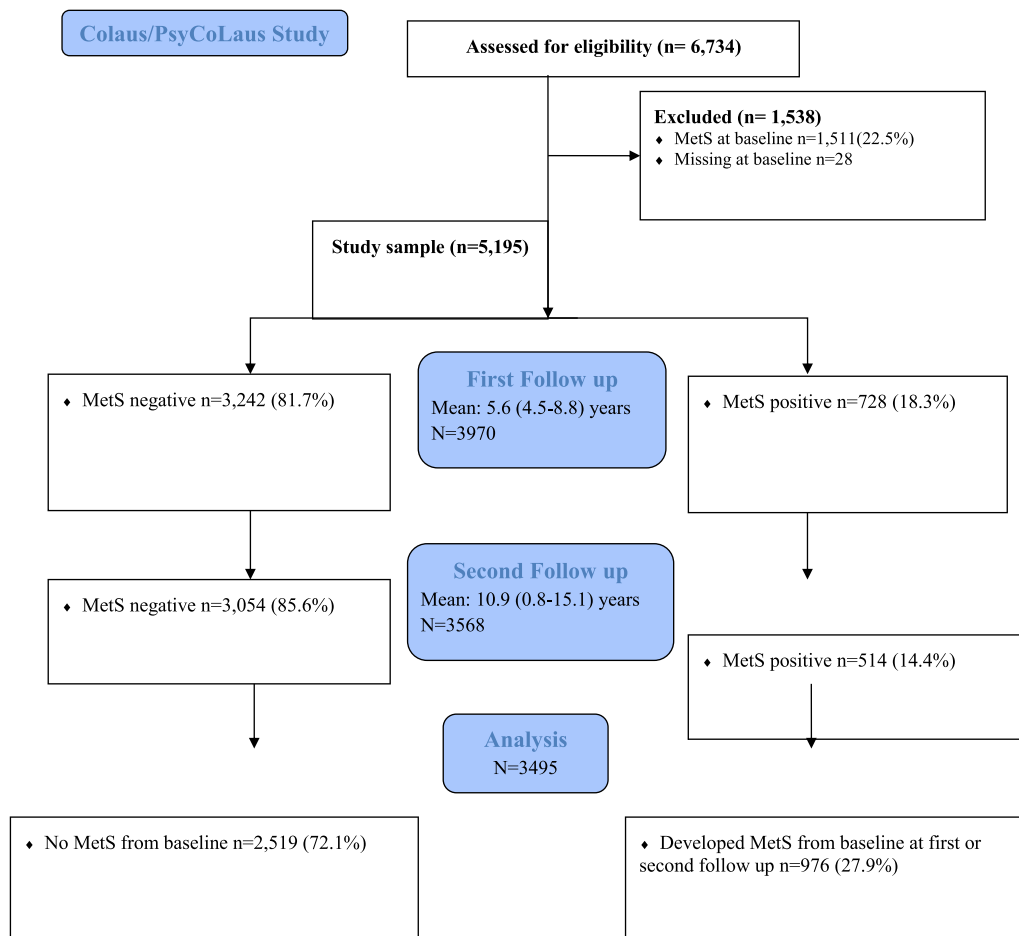 Colaus/PsyCoLaus Study
Assessed for eligibility (n= 6,734)
Excluded (n= 1,538)
♦ MetS at baseline n=1,511(22.5%)
♦ Missing at baseline n=28
Study sample (n=5,195)
First Follow up
Mean: 5.6 (4.5-8.8) years
N=3970
♦ MetS negative n=3,242 (81.7%)
♦ MetS positive n=728 (18.3%)
Second Follow up
Mean: 10.9 (0.8-15.1) years
N=3568
♦ MetS negative n=3,054 (85.6%)
♦ MetS positive n=514 (14.4%)
Analysis
N=3495
♦ No MetS from baseline n=2,519 (72.1%)
♦ Developed MetS from baseline at first or
second follow up n=976 (27.9%)